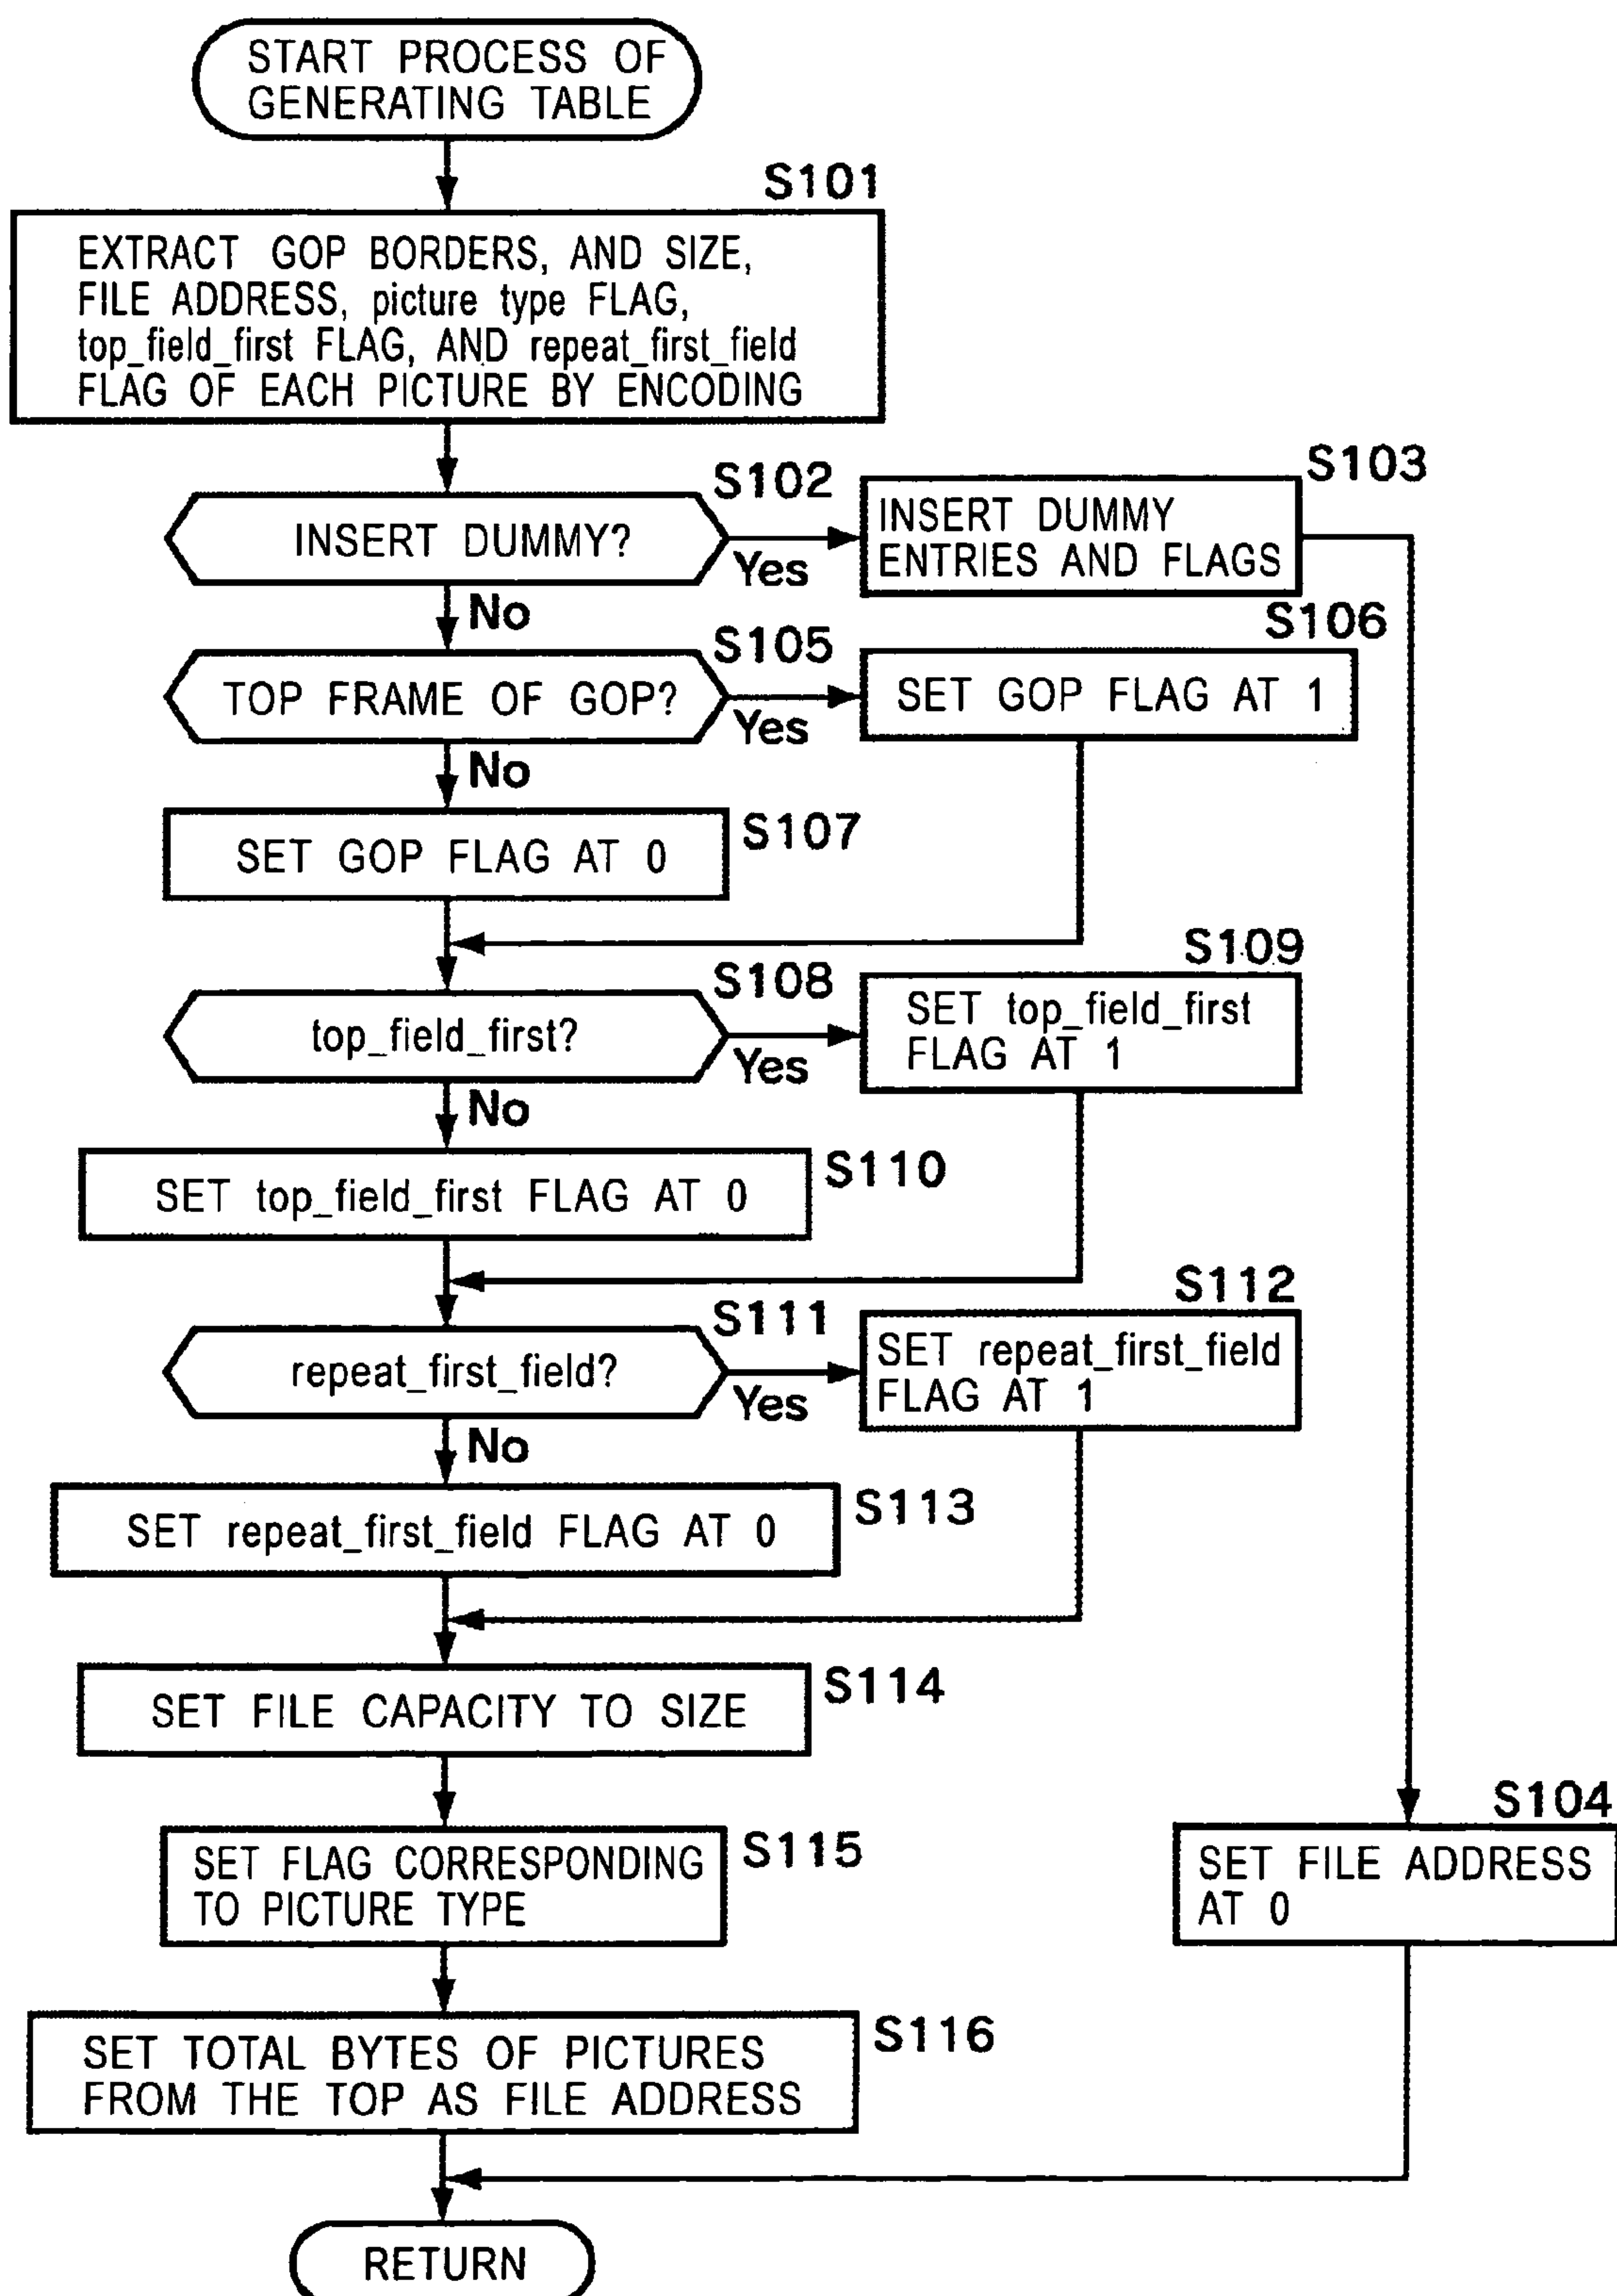 START PROCESS OF
GENERATING TABLE
S101
EXTRACT GOP BORDERS, AND SIZE,
FILE ADDRESS, picture type FLAG,
top_field_first FLAG, AND repeat_first_field
FLAG OF EACH PICTURE BY ENCODING
S102
INSERT DUMMY?
Yes
No
S103
INSERT DUMMY
ENTRIES AND FLAGS
S105
TOP FRAME OF GOP?
Yes
No
S106
SET GOP FLAG AT 1
S107
SET GOP FLAG AT 0
S108
top_field_first?
Yes
No
S109
SET top_field_first
FLAG AT 1
S110
SET top_field_first FLAG AT 0
S111
repeat_first_field?
Yes
No
S112
SET repeat_first_field
FLAG AT 1
S113
SET repeat_first_field FLAG AT 0
S114
SET FILE CAPACITY TO SIZE
S115
SET FLAG CORRESPONDING
TO PICTURE TYPE
S104
SET FILE ADDRESS
AT 0
S116
SET TOTAL BYTES OF PICTURES
FROM THE TOP AS FILE ADDRESS
RETURN